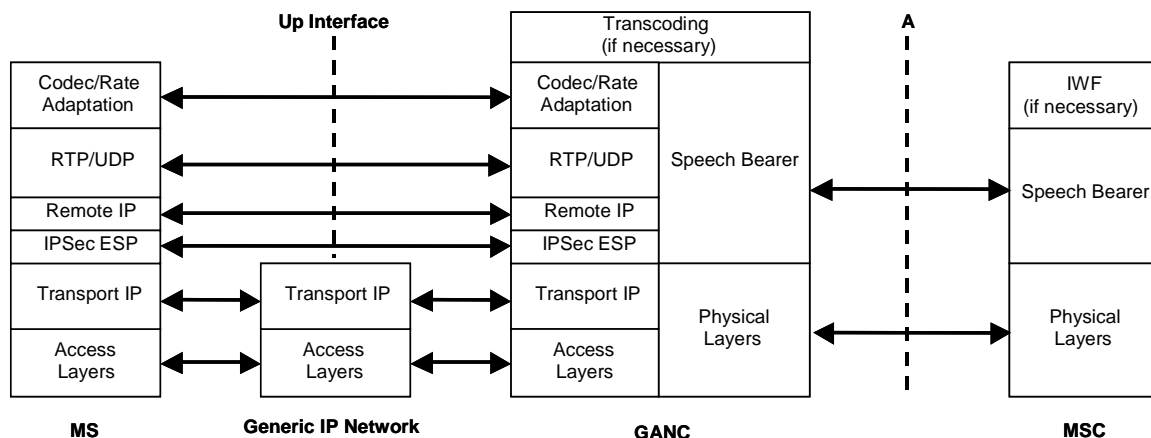 Up Interface
A
Transcoding
(if necessary)
Codec/Rate
Adaptation
Codec/Rate
Adaptation
IWF
(if necessary)
RTP/UDP
RTP/UDP
Speech Bearer
Speech Bearer
Remote IP
Remote IP
IPSec ESP
IPSec ESP
Transport IP
Transport IP
Transport IP
Physical
Layers
Physical
Layers
Access
Layers
Access
Layers
Access
Layers
MS
Generic IP Network
GANC
MSC